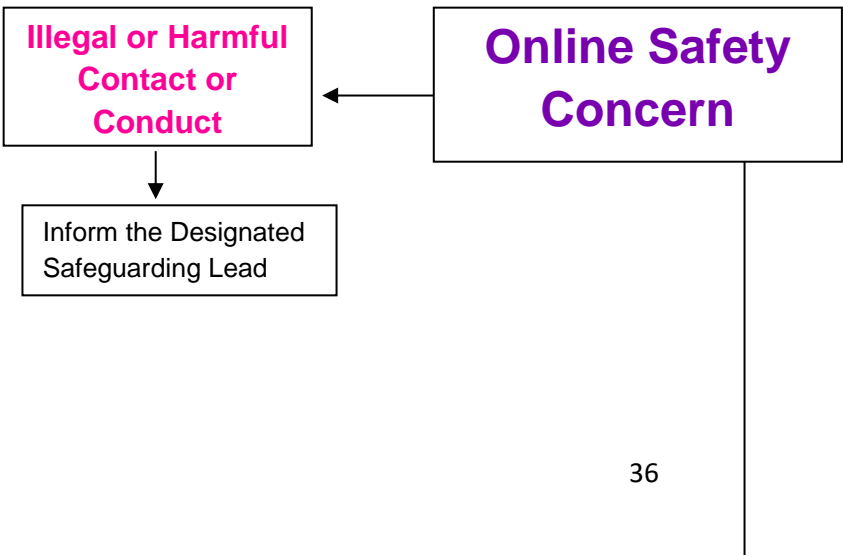 Illegal or Harmful
Contact or
Conduct
Online Safety
Concern
Inform the Designated
Safeguarding Lead
36